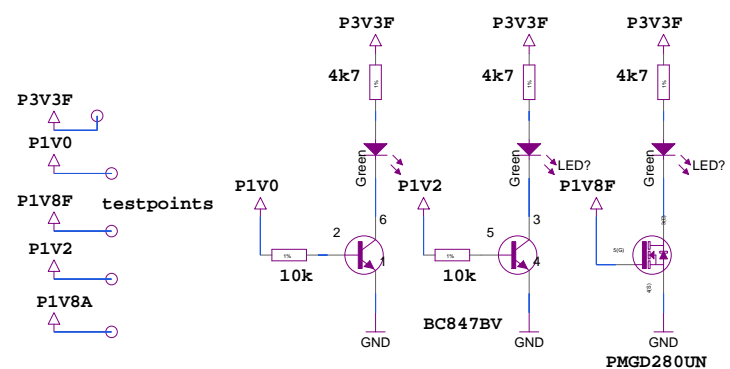 P3V3F P3V3F P3V3F
4k7 4k7 4k7
1% 1% 1%
P3V3F
P1V0
Green Green LED? Green LED?
P1V0 P1V2 P1V8F
P1V8F testpoints
2 6 5 3
5(G)
P1V2
1% 1 1% 4
10k 10k
4(S)
P1V8A
BC847BV
GND GND GND
PMGD280UN